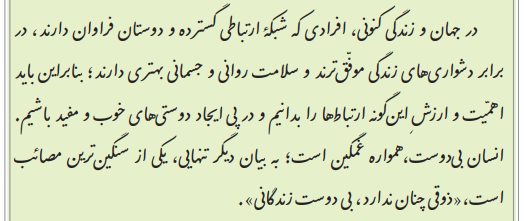 در جهان و زندگی کنونی، افرادی که شبکهٔ ارتباطی گسترده و دوستان فراوان دارند، در
برابر دشواری‌های زندگی موفّق‌ترند و سلامت روانی و جسمانی بهتری دارند؛ بنابراین باید
اهمّیت و ارزشِ این‌گونه ارتباط‌ها را بدانیم و در پی ایجاد دوستی‌های خوب و مفید باشیم.
انسان بی‌دوست، همواره غمگین است؛ به بیان دیگر تنهایی، یکی از سنگین‌ترین مصائب
است، «ذوقی چنان ندارد، بی دوست زندگانی».